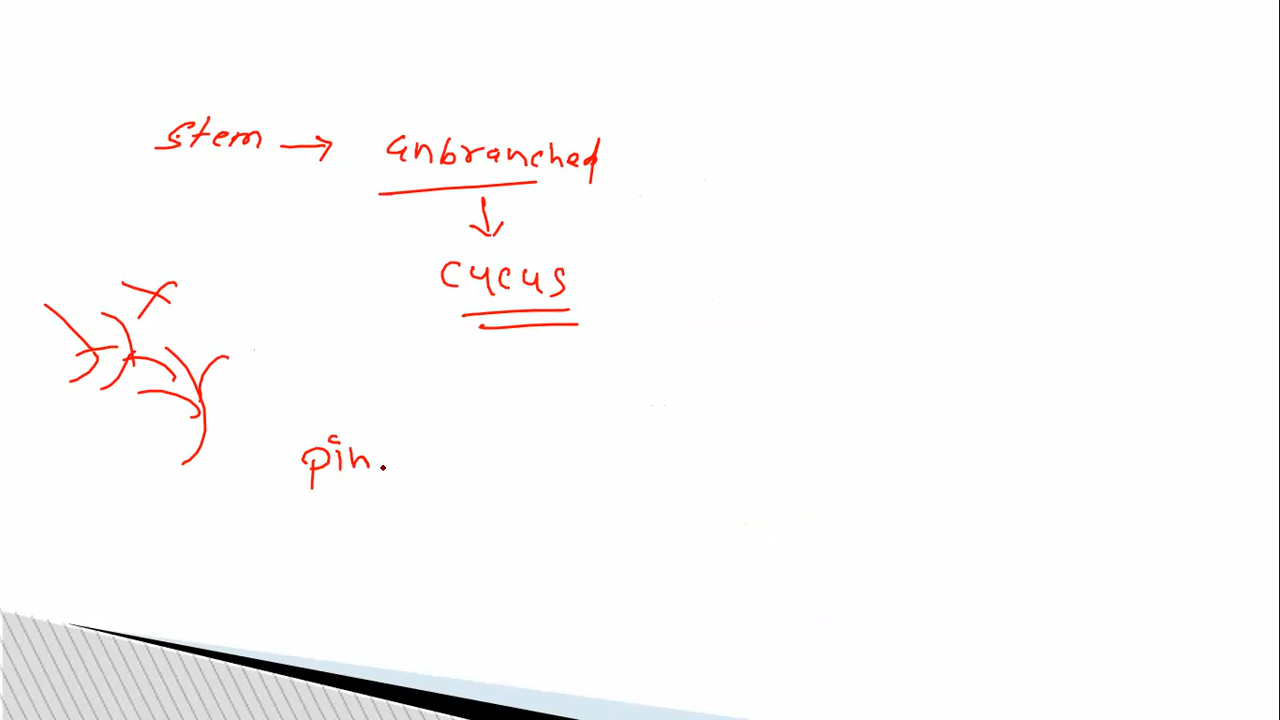 Stem → unbranched
↓
Cycus
pin